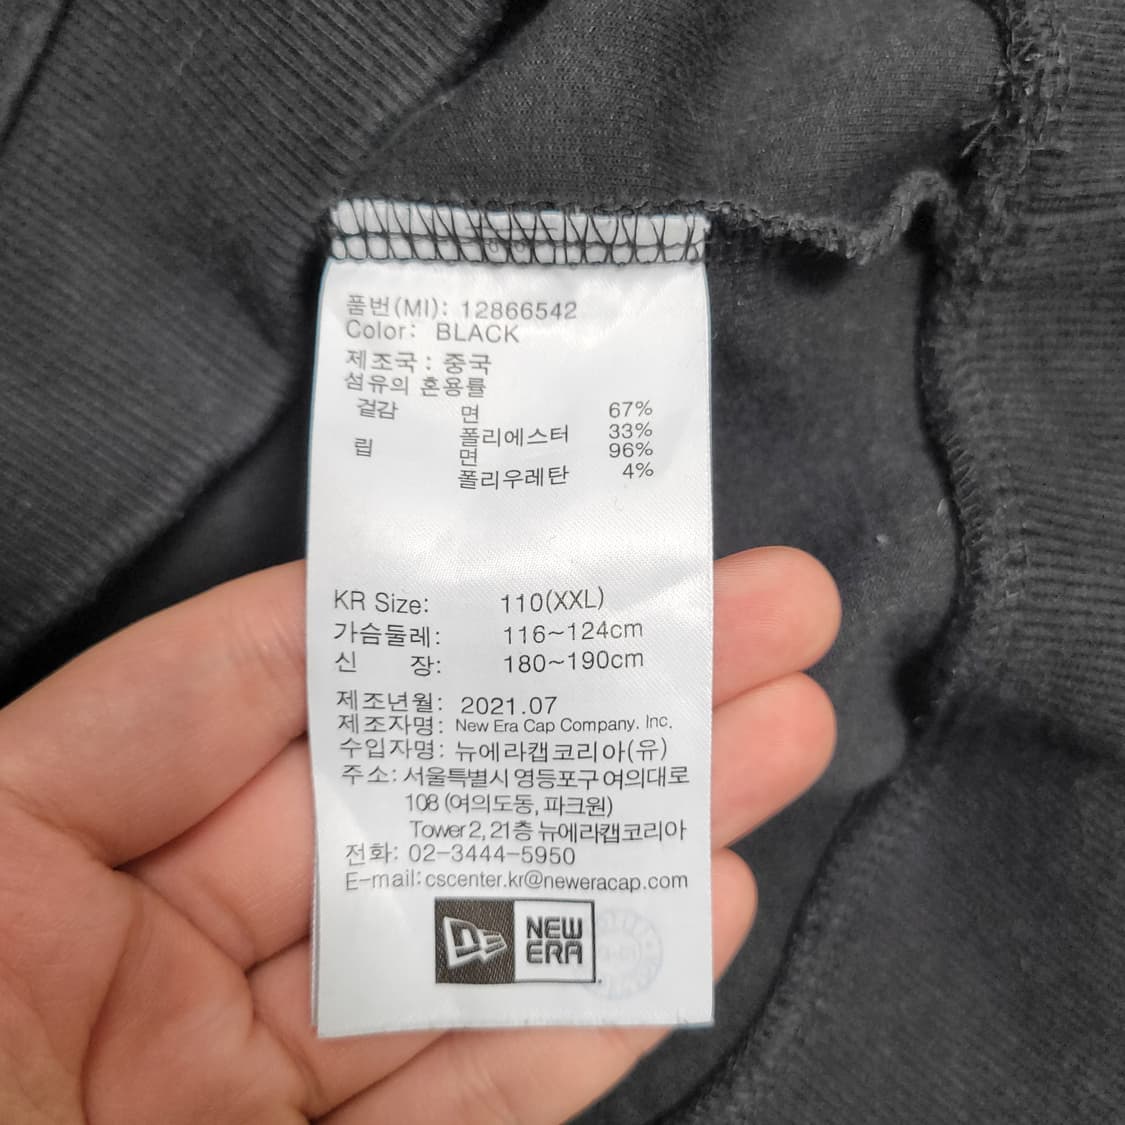 품번(MI): 12866542
Color: BLACK
제조국 : 중국
섬유의 혼용률
겉감 면 67%
폴리에스터 33%
립 면 96%
폴리우레탄 4%
KR Size: 110(XXL)
가슴둘레: 116~124cm
신 장: 180~190cm
제조년월: 2021.07
제조자명: New Era Cap Company. Inc.
수입자명: 뉴에라캡코리아(유)
주소: 서울특별시 영등포구 여의대로
108 (여의도동, 파크원)
Tower 2, 21층 뉴에라캡코리아
전화: 02-3444-5950
E-mail: cscenter.kr@neweracap.com
NEW
ERA